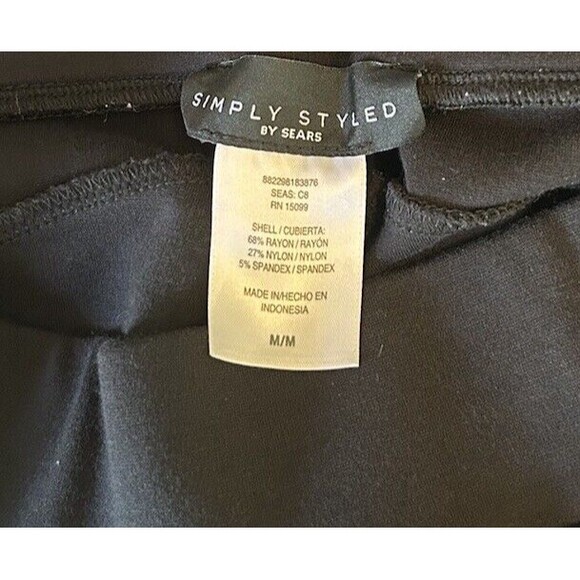 SIMPLY STYLED
BY SEARS
882298183876
SEAS: C8
RN 15099
SHELL / CUBIERTA:
68% RAYON / RAYÓN
27% NYLON / NYLON
5% SPANDEX / SPANDEX
MADE IN/HECHO EN
INDONESIA
M/M